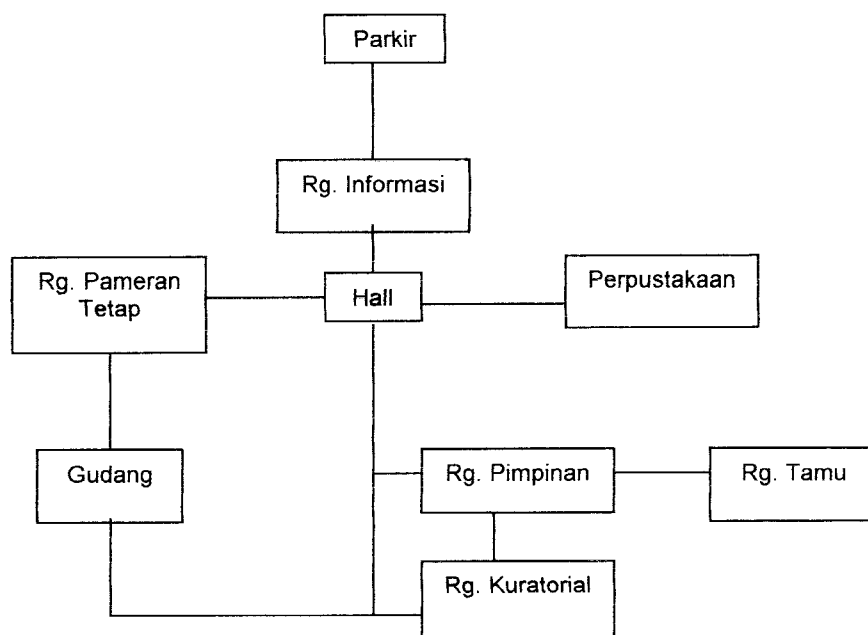 Parkir
Rg. Informasi
Rg. Pameran
Tetap
Hall
Perpustakaan
Gudang
Rg. Pimpinan
Rg. Tamu
Rg. Kuratorial